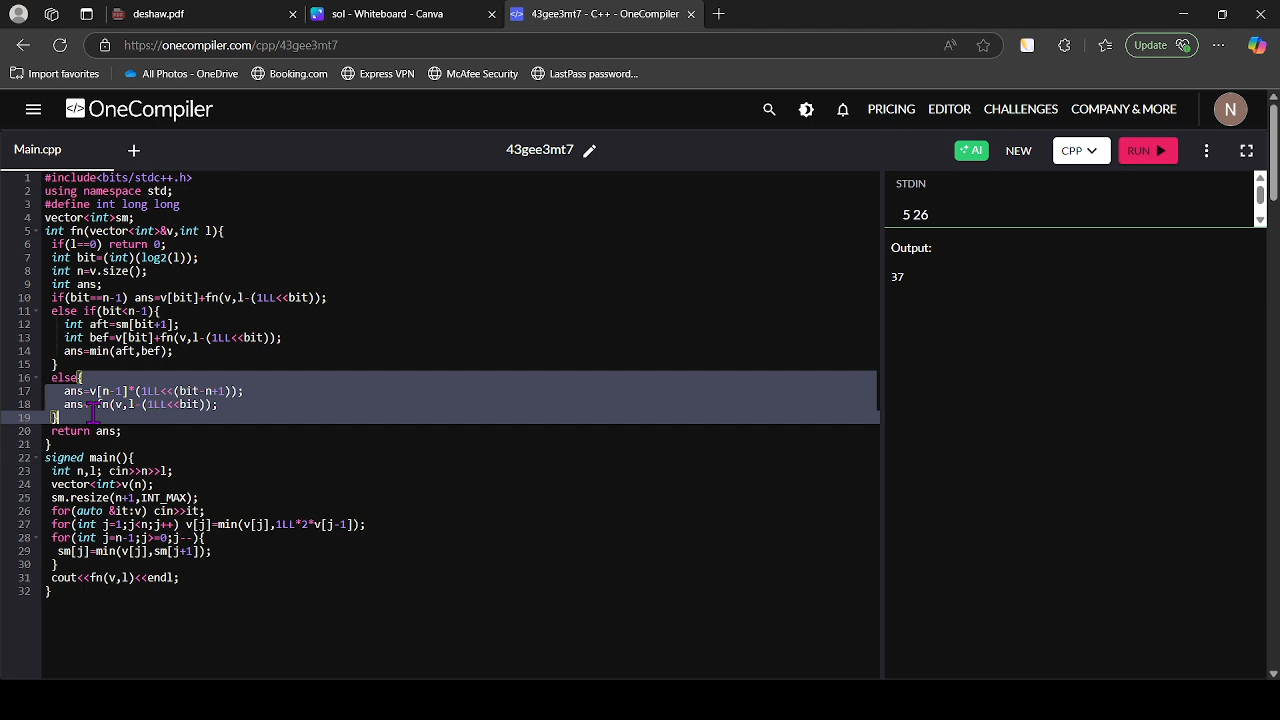 deshaw.pdf
sol - Whiteboard - Canva
43gee3mt7 - C++ - OneCompiler
https://onecompiler.com/cpp/43gee3mt7
Update
Import favorites
All Photos - OneDrive
Booking.com
Express VPN
McAfee Security
LastPass password...
</> OneCompiler
PRICING
EDITOR
CHALLENGES
COMPANY & MORE
N
Main.cpp
43gee3mt7
AI
NEW
CPP
RUN
1 #include<bits/stdc++.h>
2 using namespace std;
3 #define int long long
4 vector<int>sm;
5 int fn(vector<int>&v,int l){
6 if(l==0) return 0;
7 int bit=(int)(log2(l));
8 int n=v.size();
9 int ans;
10 if(bit==n-1) ans=v[bit]+fn(v,l-(1LL<<bit));
11 else if(bit<n-1){
12 int aft=sm[bit+1];
13 int bef=v[bit]+fn(v,l-(1LL<<bit));
14 ans=min(aft,bef);
15 }
16 else{
17 ans=v[n-1]*(1LL<<(bit-n+1));
18 ans fn(v,l-(1LL<<bit));
19 }
20 return ans;
21 }
22 signed main(){
23 int n,l; cin>>n>>l;
24 vector<int>v(n);
25 sm.resize(n+1,INT_MAX);
26 for(auto &it:v) cin>>it;
27 for(int j=1;j<n;j++) v[j]=min(v[j],1LL*2*v[j-1]);
28 for(int j=n-1;j>=0;j--){
29 sm[j]=min(v[j],sm[j+1]);
30 }
31 cout<<fn(v,l)<<endl;
32 }
STDIN
5 26
Output:
37